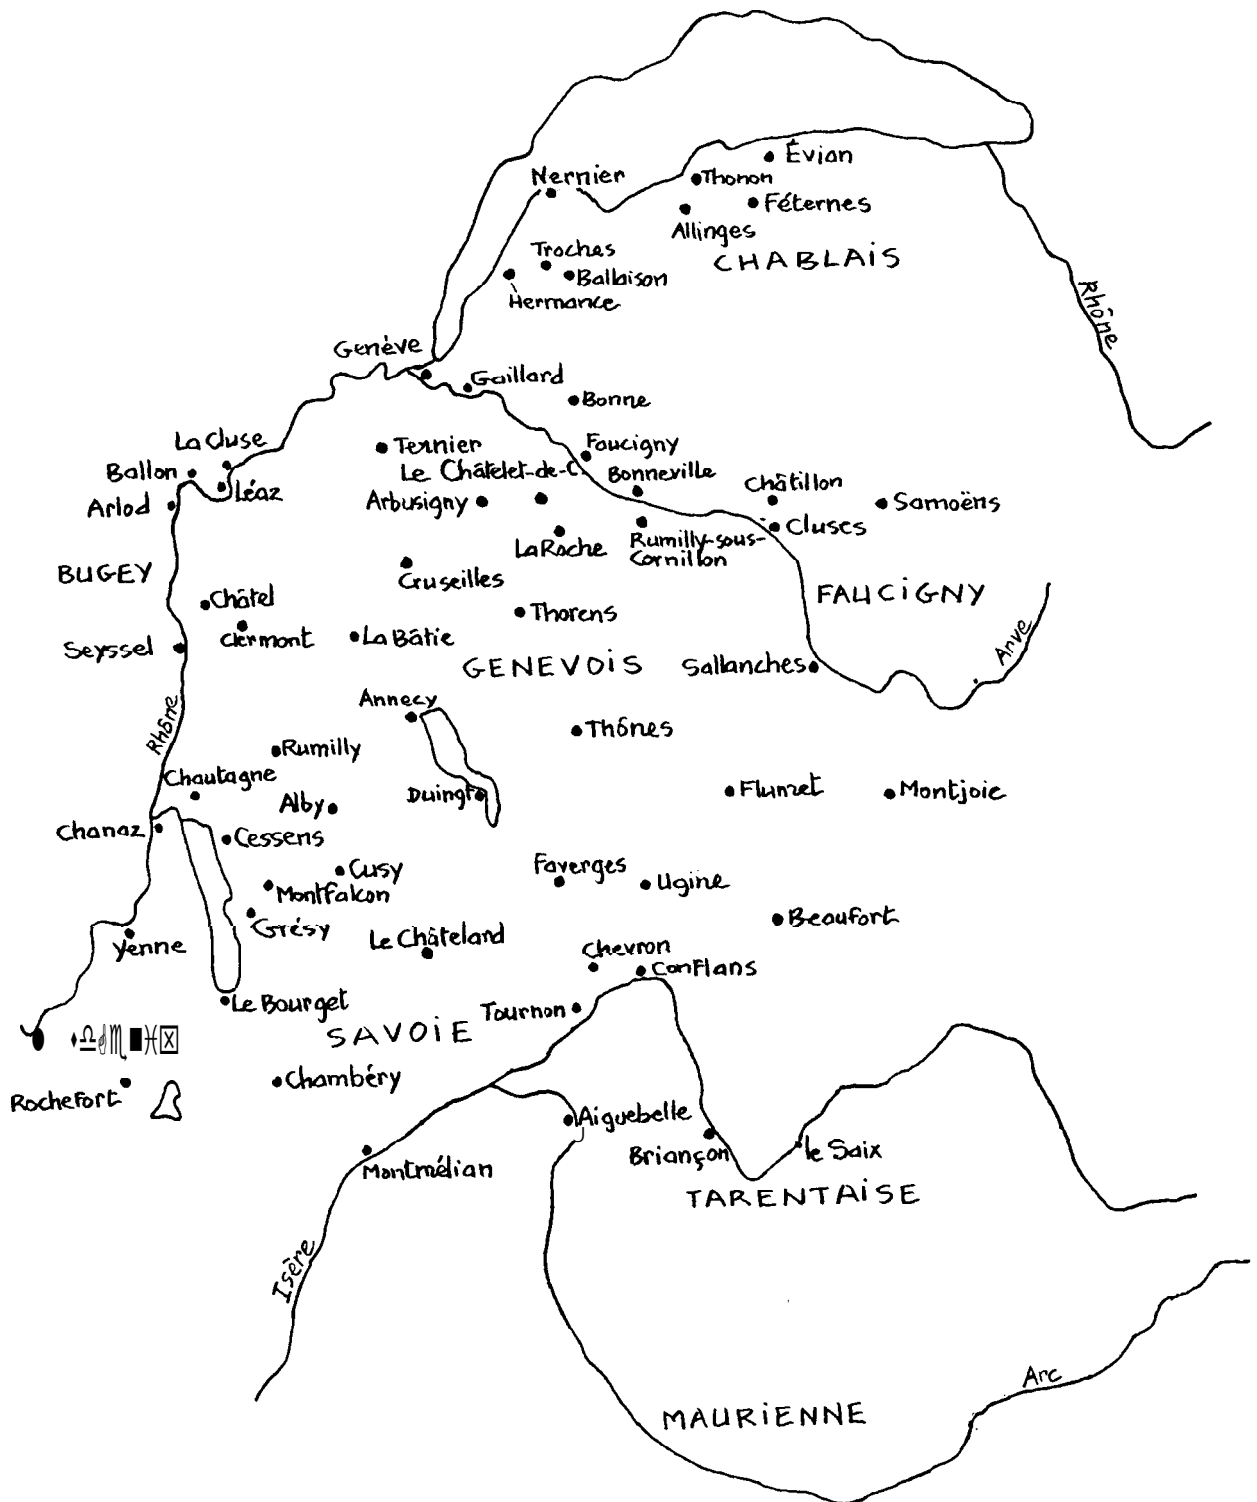 Évian
Nernier
Thonon
Féternes
Allinges
Troches
CHABLAIS
Ballaison
Hermance
Rhône
Genève
Gaillard
Bonne
La Cluse
Ternier
Faucigny
Ballon
Le Châtelet-de-C.
Bonneville
Léaz
Châtillon
Arlod
Arbusigny
Samoëns
Cluses
La Roche
Rumilly-sous-
Cornillon
BUGEY
Cruseilles
FAUCIGNY
Châtel
Thorens
Clermont
La Bâtie
Arve
Seyssel
GENEVOIS
Sallanches
Annecy
Rhône
Thônes
Rumilly
Chautagne
Alby
Duingt
Flumet
Montjoie
Chanaz
Cessens
Cusy
Faverges
Montfalcon
Ugine
Grésy
Beaufort
Yenne
Le Châtelard
Chevron
Conflans
Le Bourget
Tournon
SAVOIE
Rochefort
Chambéry
Aiguebelle
Montmélian
Briançon
le Saix
TARENTAISE
Isère
Arc
MAURIENNE